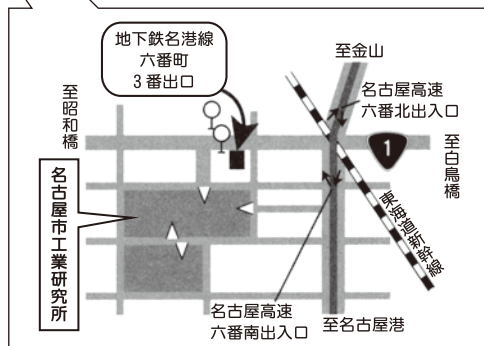 地下鉄名港線
六番町
3番出口
至金山
至昭和橋
名古屋高速
六番北出入口
1
至白鳥橋
名古屋市工業研究所
東海道新幹線
名古屋高速
六番南出入口
至名古屋港